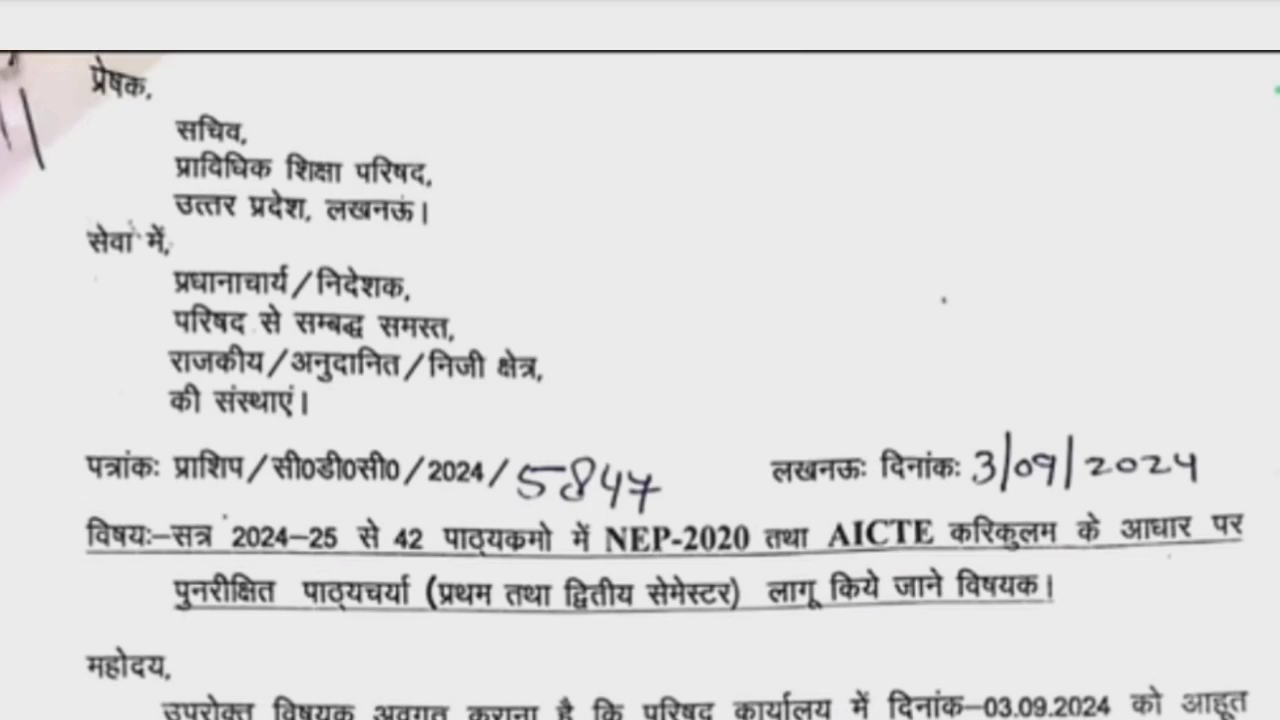 प्रेषक,
सचिव,
प्राविधिक शिक्षा परिषद,
उत्तर प्रदेश, लखनऊ।
सेवा में,
प्रधानाचार्य/निदेशक,
परिषद से सम्बद्ध समस्त,
राजकीय/अनुदानित/निजी क्षेत्र,
की संस्थाएं।
पत्रांकः प्राशिप/सी0डी0सी0/2024/5847 लखनऊः दिनांकः 3/09/2024
विषयः–सत्र 2024–25 से 42 पाठ्यकमो में NEP-2020 तथा AICTE करिकुलम के आधार पर
पुनरीक्षित पाठ्यचर्या (प्रथम तथा द्वितीय सेमेस्टर) लागू किये जाने विषयक।
महोदय,
उपरोक्त विषयक अवगत कराना है कि परिषद कार्यालय में दिनांक–03.09.2024 को आहूत